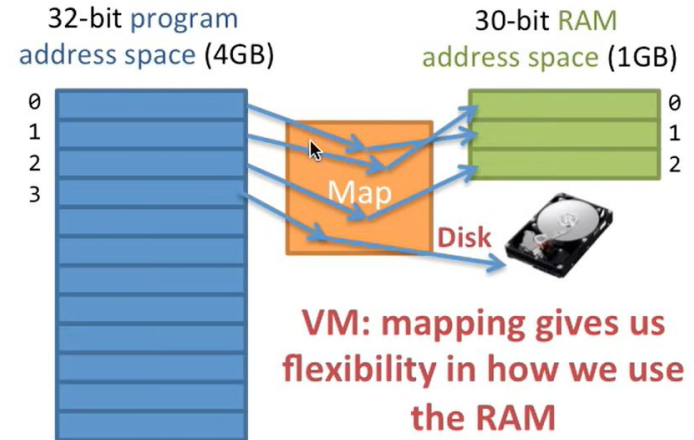 32-bit program
address space (4GB)
30-bit RAM
address space (1GB)
0
1
2
3
Map
0
1
2
Disk
VM: mapping gives us
flexibility in how we use
the RAM